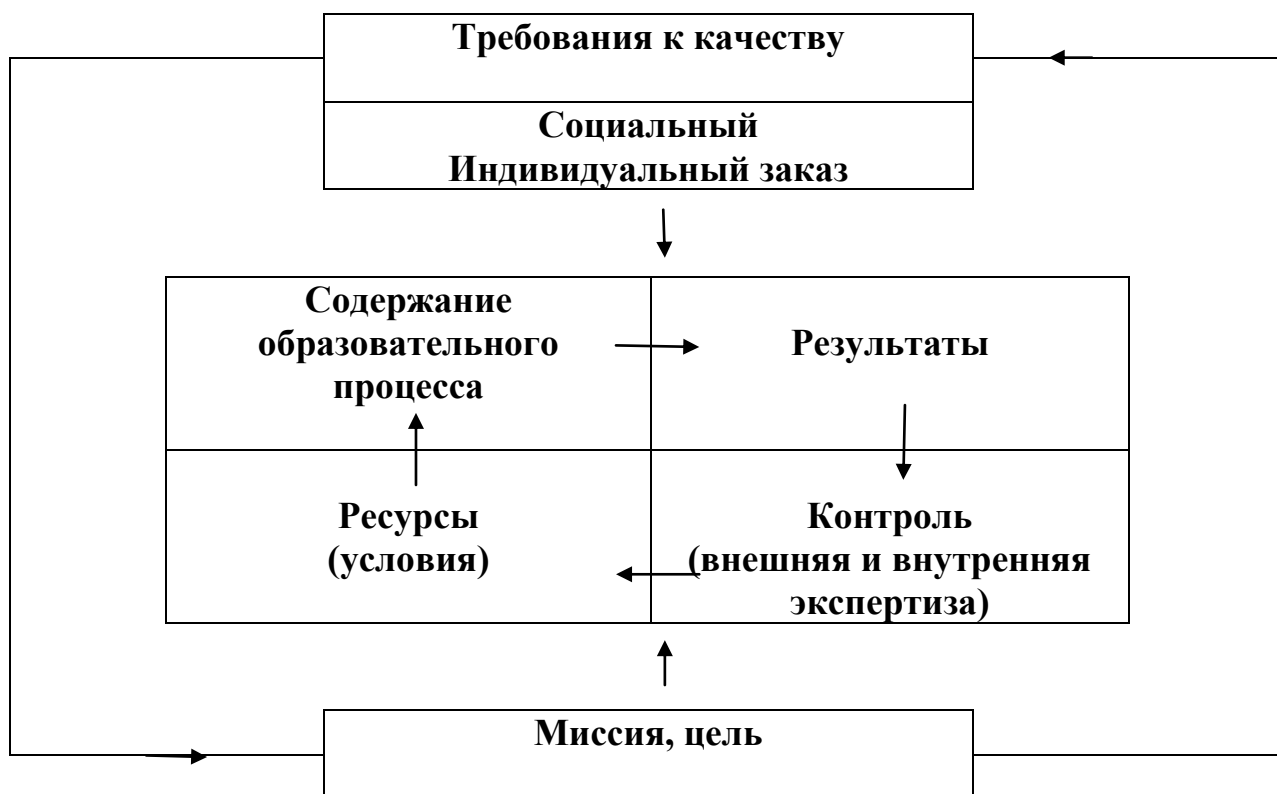 Требования к качеству
Социальный
Индивидуальный заказ
Содержание
образовательного
процесса
Результаты
Ресурсы
(условия)
Контроль
(внешняя и внутренняя
экспертиза)
Миссия, цель